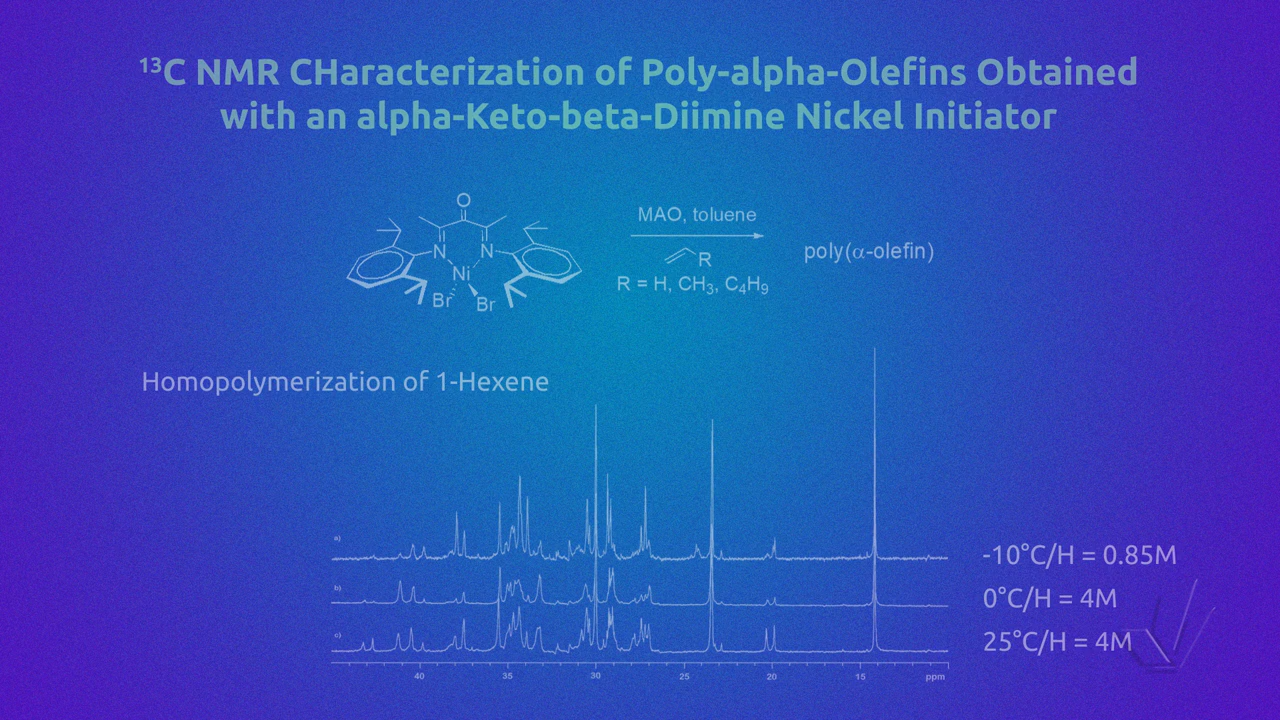 ¹³C NMR CHaracterization of Poly-alpha-Olefins Obtained
with an alpha-Keto-beta-Diimine Nickel Initiator
O
N N
Ni
Br Br
MAO, toluene
R
R = H, CH₃, C₄H₉
poly(α-olefin)
Homopolymerization of 1-Hexene
a)
b)
c)
-10°C/H = 0.85M
0°C/H = 4M
25°C/H = 4M
40 35 30 25 20 15 ppm